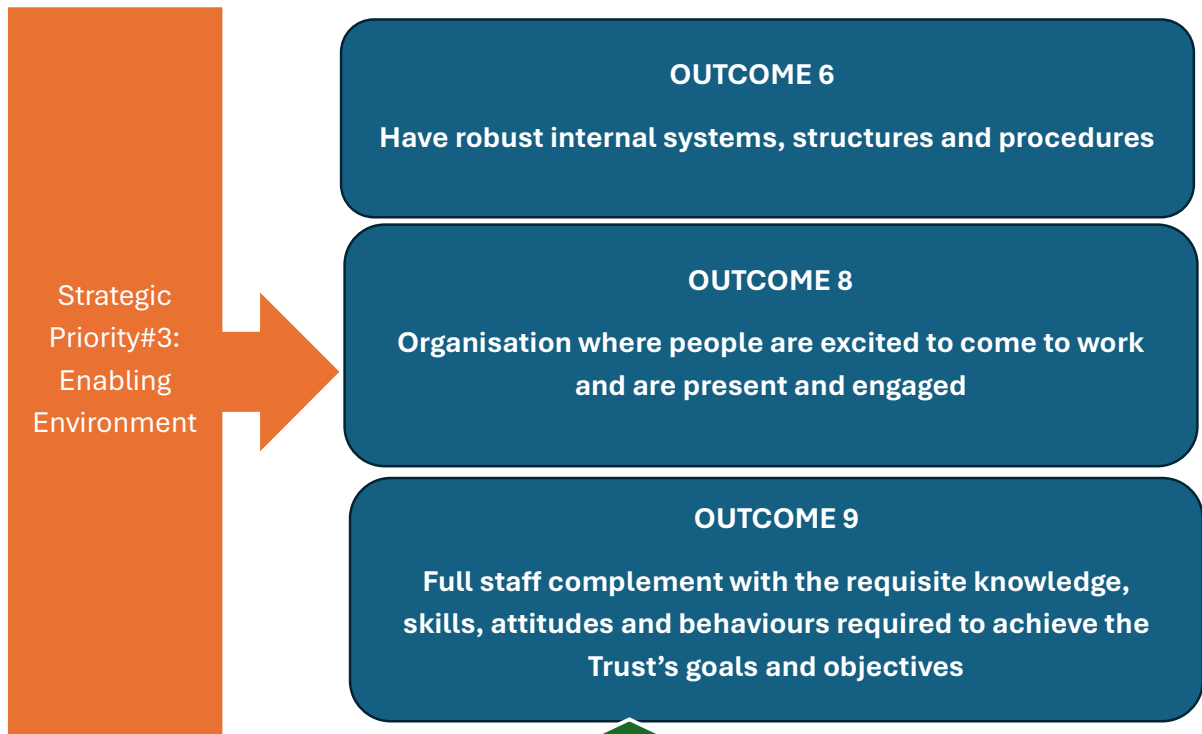 Strategic
Priority#3:
Enabling
Environment
OUTCOME 6
Have robust internal systems, structures and procedures
OUTCOME 8
Organisation where people are excited to come to work
and are present and engaged
OUTCOME 9
Full staff complement with the requisite knowledge,
skills, attitudes and behaviours required to achieve the
Trust’s goals and objectives